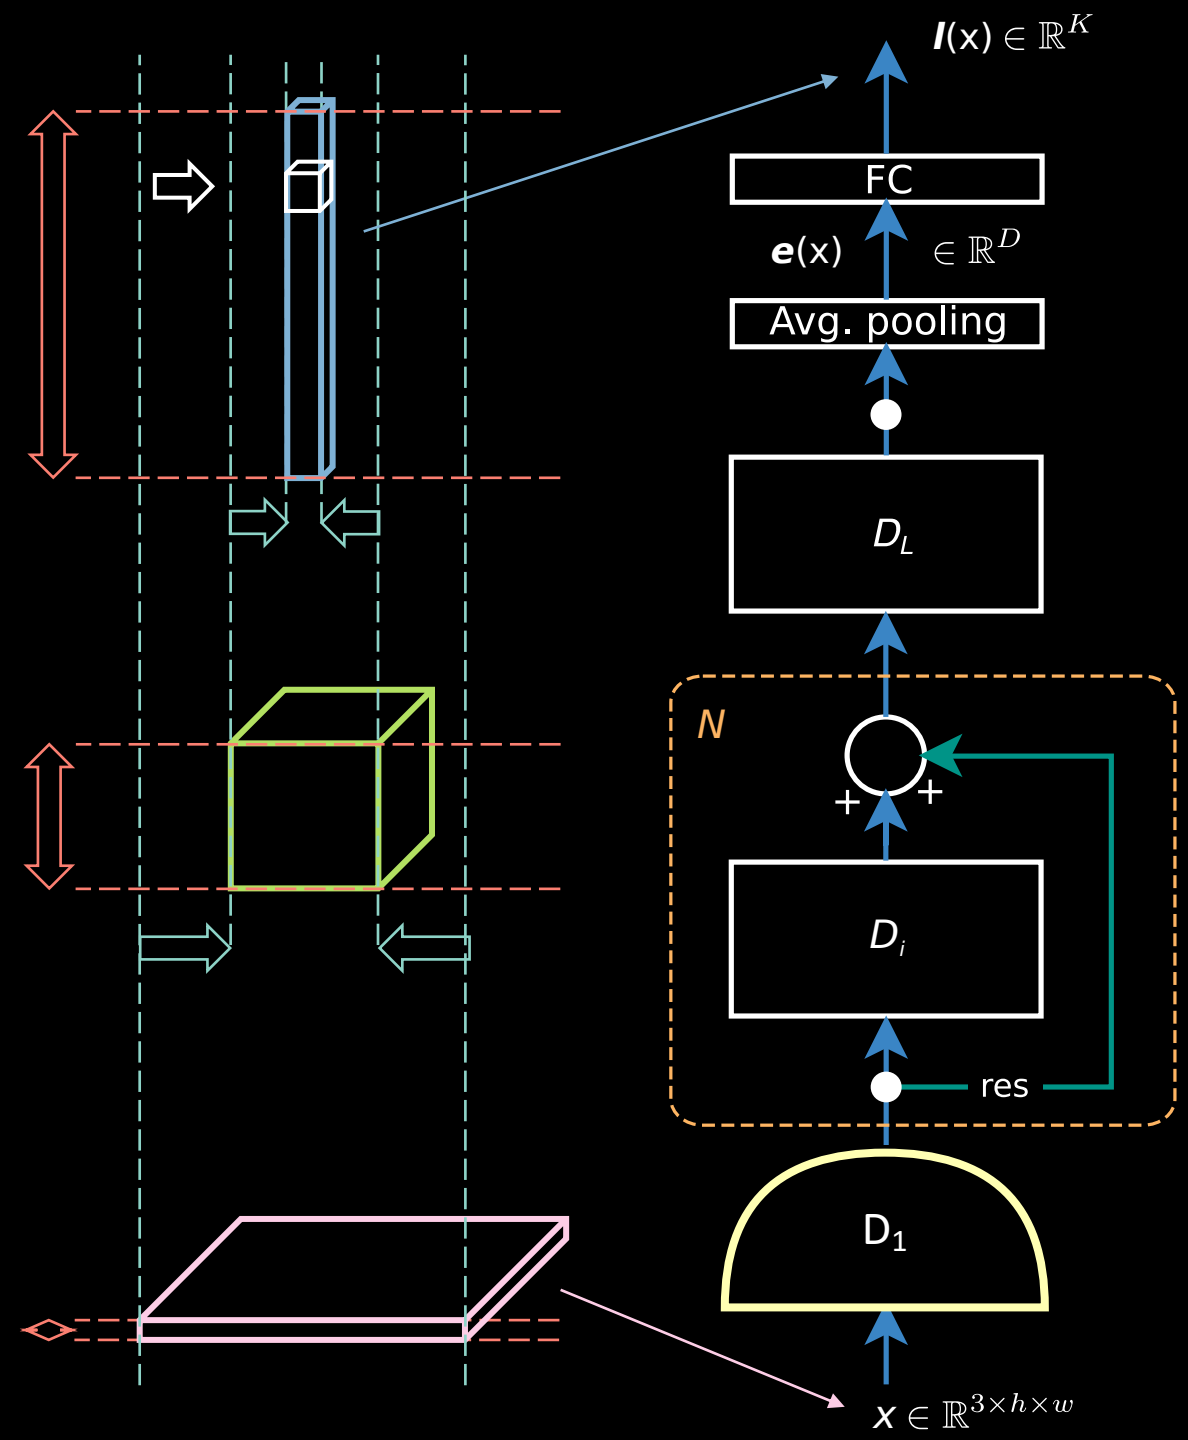 l(x) ∈ ℝ^K
FC
e(x) ∈ ℝ^D
Avg. pooling
D_L
N
+ +
D_i
res
D_1
x ∈ ℝ^{3×h×w}